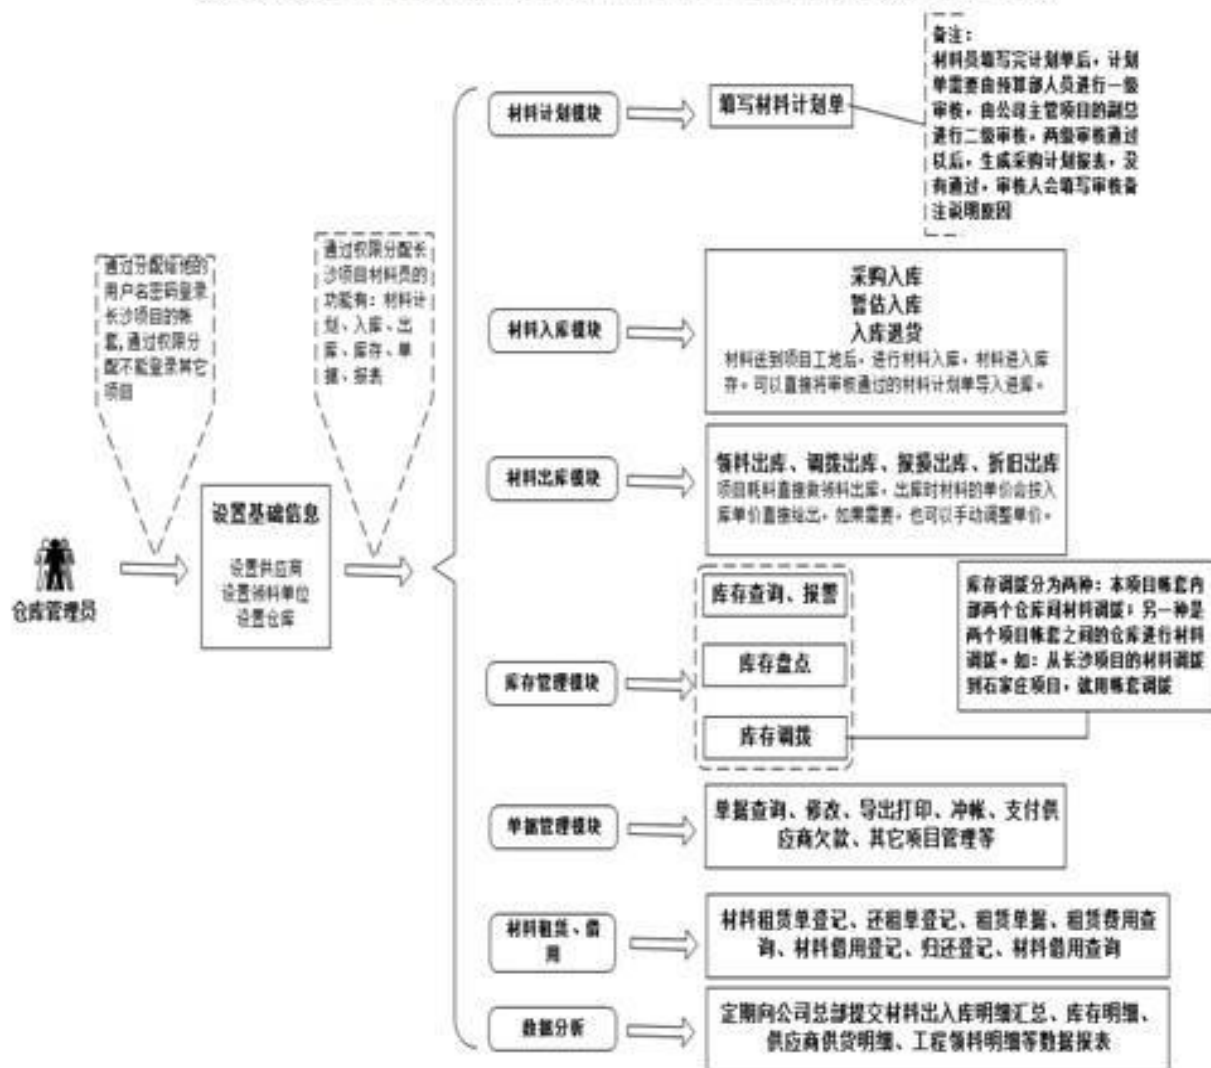 备注：
材料员填写完计划单后，计划
单需要由预算部人员进行一级
审核，由公司主管项目的副总
进行二级审核，两级审核通过
以后，生成采购计划报表，没
有通过，审核人会填写审核备
注说明原因
材料计划模块
填写材料计划单
通过分配给他的
用户名密码登录
长沙项目的帐
套,通过权限分
配不能登录其它
项目
通过权限分配长
沙项目材料员的
功能有：材料计
划、入库、出
库、库存、单
据、报表
材料入库模块
采购入库
暂估入库
入库退货
材料送到项目工地后，进行材料入库，材料进入库
存。可以直接将审核通过的材料计划单导入进库。
材料出库模块
领料出库、调拨出库、报损出库、折旧出库
项目耗料直接做领料出库，出库时材料的单价会按入
库单价直接给出。如果需要，也可以手动调整单价。
仓库管理员
设置基础信息
设置供应商
设置领料单位
设置仓库
库存管理模块
库存查询、报警
库存盘点
库存调拨
库存调拨分为两种：本项目帐套内
部两个仓库间材料调拨；另一种是
两个项目帐套之间的仓库进行材料
调拨。如：从长沙项目的材料调拨
到石家庄项目，就用帐套调拨
单据管理模块
单据查询、修改、导出打印、冲帐、支付供
应商欠款、其它项目管理等
材料租赁、借
用
材料租赁单登记、还租单登记、租赁单据、租赁费用查
询、材料借用登记、归还登记、材料借用查询
数据分析
定期向公司总部提交材料出入库明细汇总、库存明细、
供应商供货明细、工程领料明细等数据报表